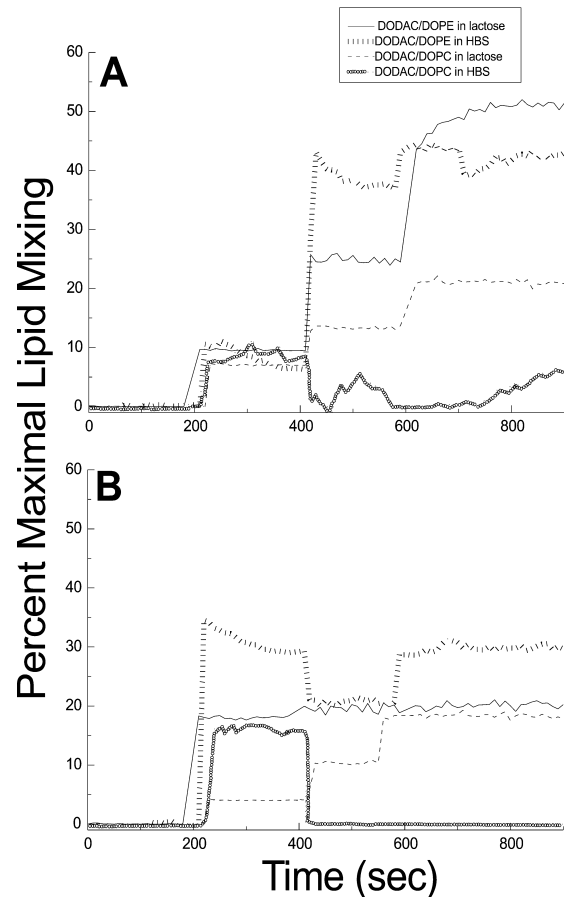 DODAC/DOPE in lactose
DODAC/DOPE in HBS
DODAC/DOPC in lactose
DODAC/DOPC in HBS
A
60
50
40
30
20
10
0
0 200 400 600 800
Percent Maximal Lipid Mixing
B
60
50
40
30
20
10
0
0 200 400 600 800
Time (sec)